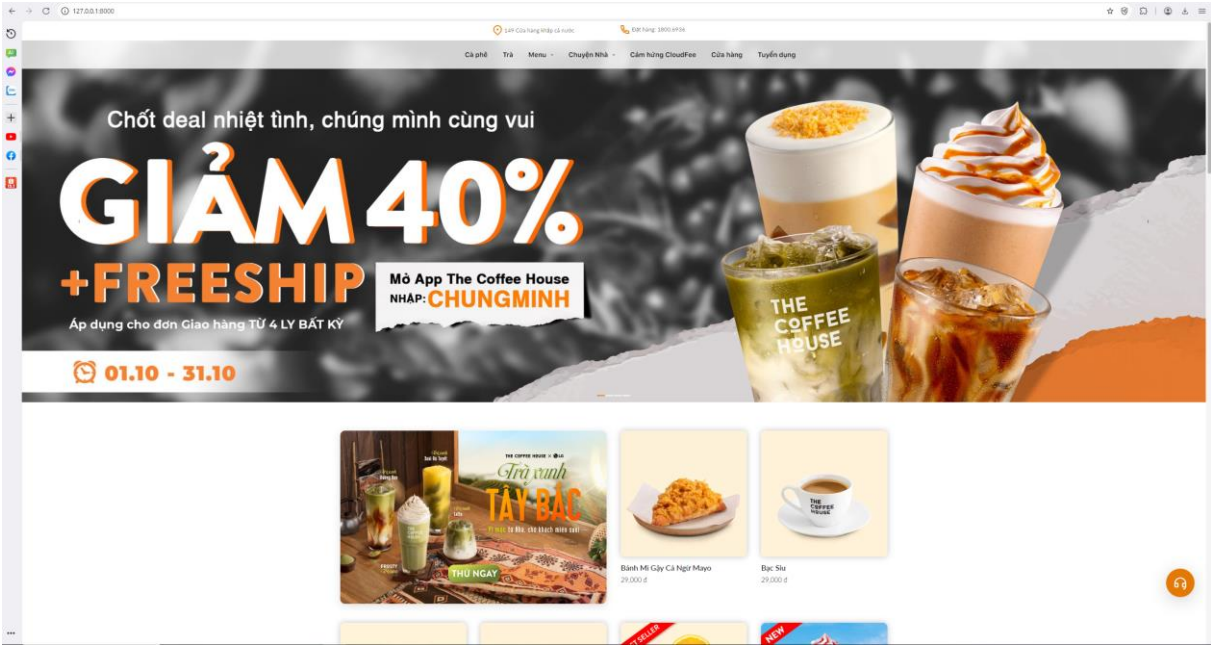 127.0.0.1:8000
149 Cửa hàng khắp cả nước
Đặt hàng: 1800.6936
Cà phê Trà Menu Chuyện Nhà Cảm hứng CloudFee Cửa hàng Tuyển dụng
Chốt deal nhiệt tình, chúng mình cùng vui
GIẢM 40%
+FREESHIP
Mở App The Coffee House
NHẬP: CHUNGMINH
Áp dụng cho đơn Giao hàng TỪ 4 LY BẤT KỲ
01.10 - 31.10
THE
COFFEE
HOUSE
THE COFFEE HOUSE
Trà xanh
TÂY BẮC
THỬ NGAY
THE
COFFEE
HOUSE
Bánh Mì Gậy Cá Ngừ Mayo
29,000 đ
Bạc Sỉu
29,000 đ
SELLER
NEW